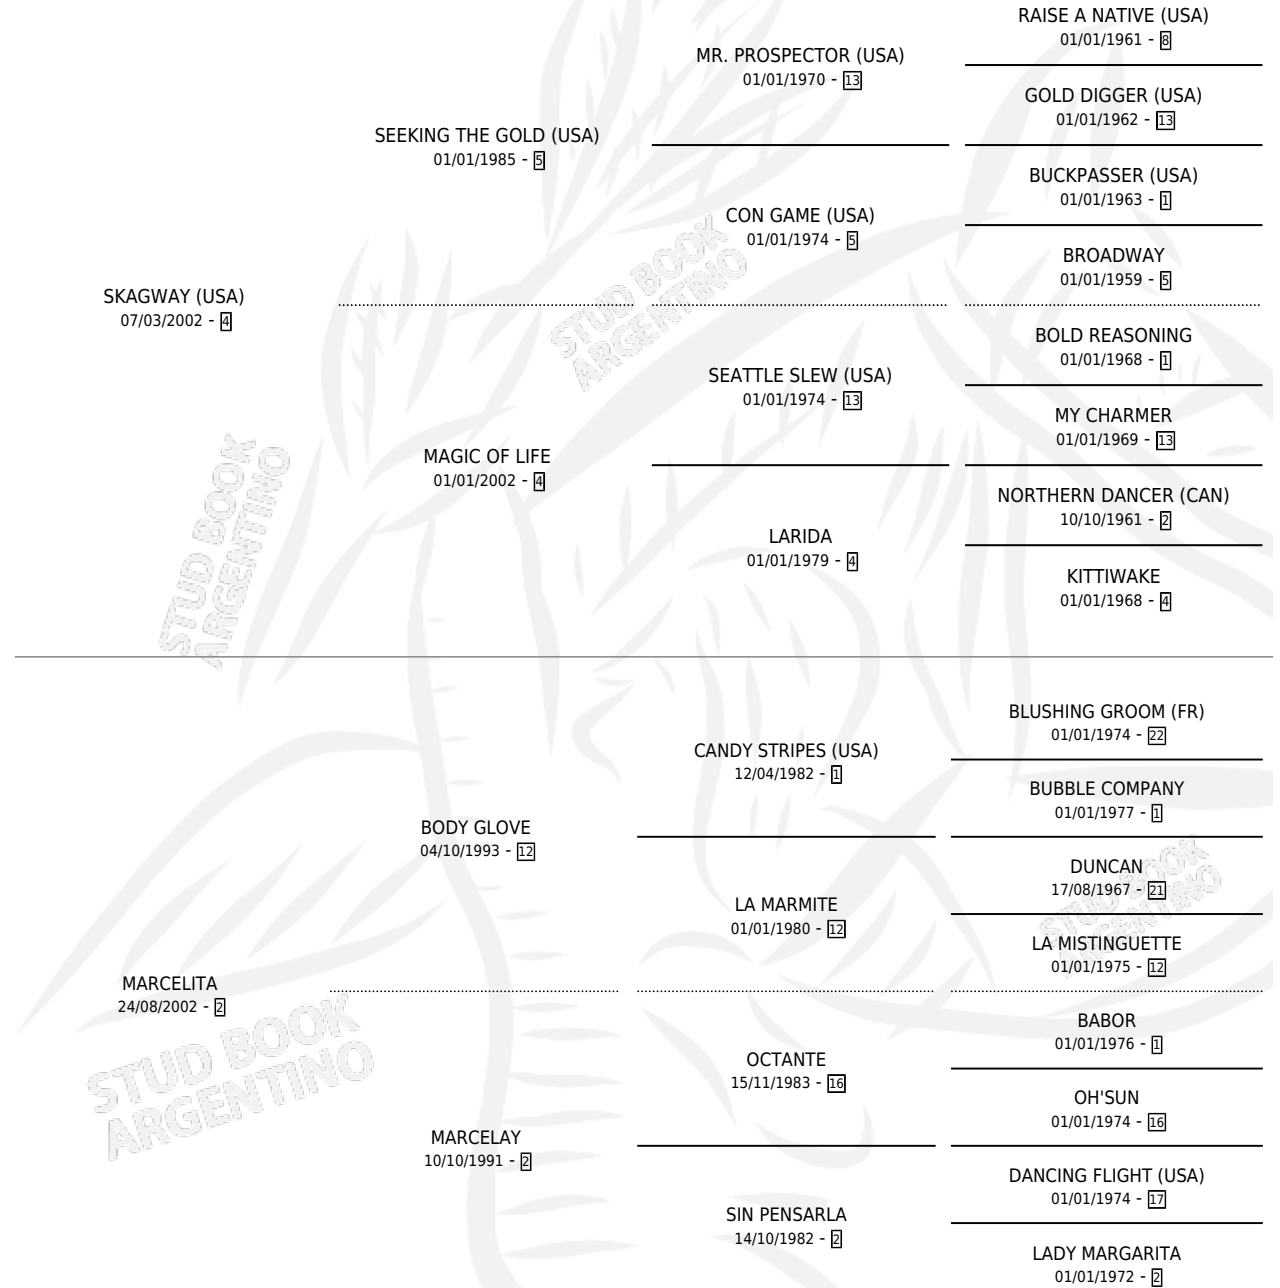 RAISE A NATIVE (USA)
01/01/1961 - 8
MR. PROSPECTOR (USA)
01/01/1970 - 13
GOLD DIGGER (USA)
01/01/1962 - 13
SEEKING THE GOLD (USA)
01/01/1985 - 5
BUCKPASSER (USA)
01/01/1963 - 1
CON GAME (USA)
01/01/1974 - 5
BROADWAY
01/01/1959 - 5
SKAGWAY (USA)
07/03/2002 - 4
BOLD REASONING
01/01/1968 - 1
SEATTLE SLEW (USA)
01/01/1974 - 13
MY CHARMER
01/01/1969 - 13
MAGIC OF LIFE
01/01/2002 - 4
NORTHERN DANCER (CAN)
10/10/1961 - 2
LARIDA
01/01/1979 - 4
KITTIWAKE
01/01/1968 - 4
BLUSHING GROOM (FR)
01/01/1974 - 22
CANDY STRIPES (USA)
12/04/1982 - 1
BUBBLE COMPANY
01/01/1977 - 1
BODY GLOVE
04/10/1993 - 12
DUNCAN
17/08/1967 - 21
LA MARMITE
01/01/1980 - 12
LA MISTINGUETTE
01/01/1975 - 12
MARCELITA
24/08/2002 - 2
BABOR
01/01/1976 - 1
OCTANTE
15/11/1983 - 16
OH'SUN
01/01/1974 - 16
MARCELAY
10/10/1991 - 2
DANCING FLIGHT (USA)
01/01/1974 - 17
SIN PENSARLA
14/10/1982 - 2
LADY MARGARITA
01/01/1972 - 2
STUD BOOK
ARGENTINO
STUD BOOK
ARGENTINO
STUD BOOK
ARGENTINO
STUD BOOK
ARGENTINO